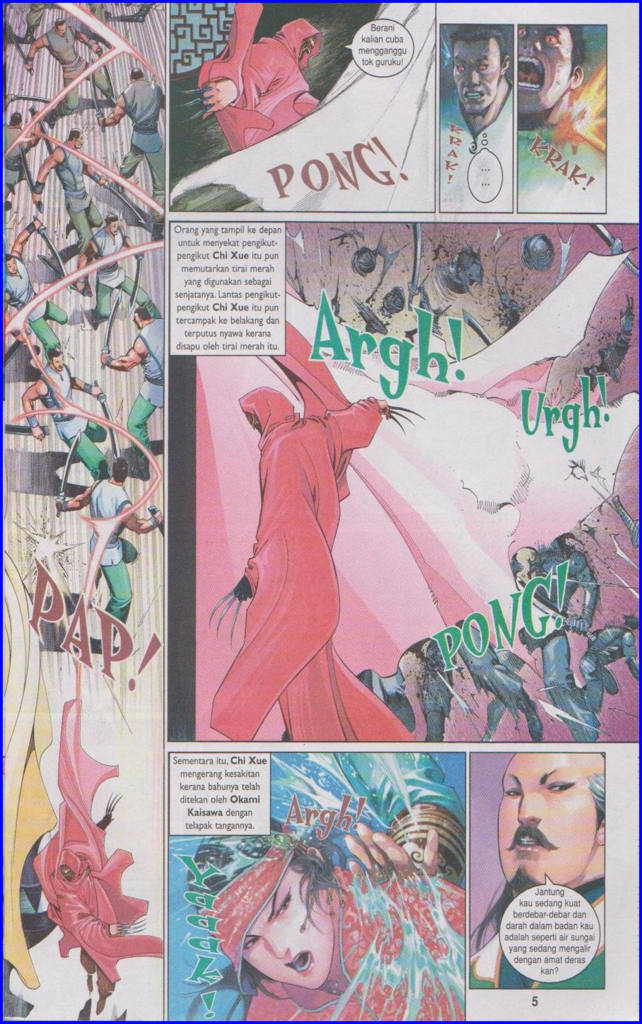 PAP!
Berani
kalian cuba
mengganggu
tok guruku!
PONG!
KRAK!
...
...
KRAK!
Orang yang tampil ke depan
untuk menyekat pengikut-
pengikut Chi Xue itu pun
memutarkan tirai merah
yang digunakan sebagai
senjatanya. Lantas pengikut-
pengikut Chi Xue itu pun
tercampak ke belakang dan
terputus nyawa kerana
disapu oleh tirai merah itu.
Argh!
Urgh!
PONG!
Sementara itu, Chi Xue
mengerang kesakitan
kerana bahunya telah
ditekan oleh Okami
Kaisawa dengan
telapak tangannya.
Argh!
Yaaak!
Jantung
kau sedang kuat
berdebar-debar dan
darah dalam badan kau
adalah seperti air sungai
yang sedang mengalir
dengan amat deras
kan?
5